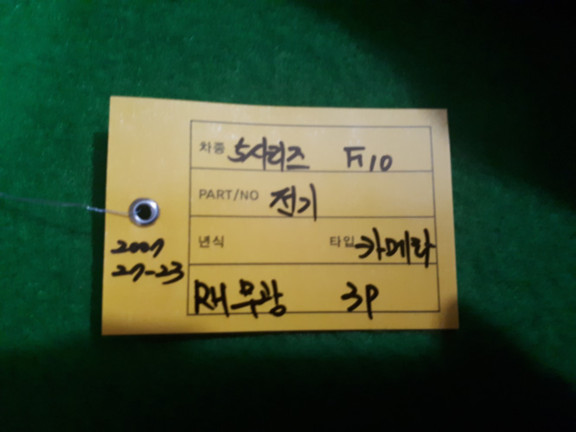 차종 5시리즈 F10
PART/NO 전기
년식 타입 카메라
RH 무광 3P
2007
27-23